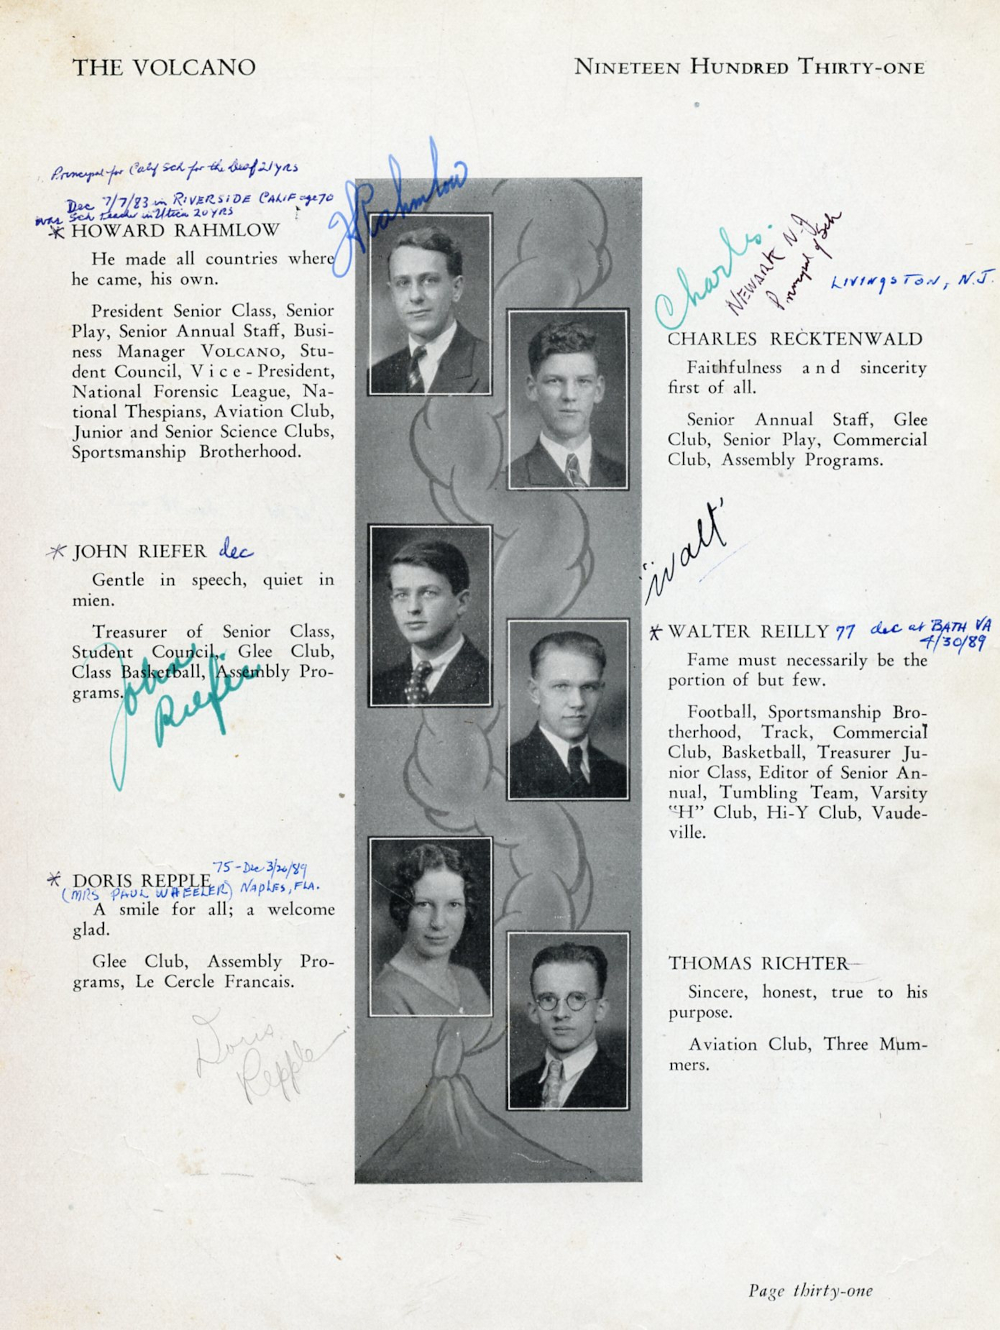 THE VOLCANO
NINETEEN HUNDRED THIRTY-ONE
Principal for Calif Sch for the Deaf 21 YRS
Dec 7/7/83 in RIVERSIDE CALIF age 70
was Sch Teacher in Utica 20 YRS
* HOWARD RAHMLOW
He made all countries where
he came, his own.
President Senior Class, Senior
Play, Senior Annual Staff, Busi-
ness Manager VOLCANO, Stu-
dent Council, Vice-President,
National Forensic League, Na-
tional Thespians, Aviation Club,
Junior and Senior Science Clubs,
Sportsmanship Brotherhood.
Rahmlow
* JOHN RIEFER dec
Gentle in speech, quiet in
mien.
Treasurer of Senior Class,
Student Council, Glee Club,
Class Basketball, Assembly Pro-
grams.
John
Riefer
* DORIS REPPLE 75-Dec 3/26/89
(MRS PAUL WHEELER) NAPLES, FLA.
A smile for all; a welcome
glad.
Glee Club, Assembly Pro-
grams, Le Cercle Francais.
Doris
Repple
Charles.
NEWARK N.J.
Principal of Sch
LIVINGSTON, N.J.
CHARLES RECKTENWALD
Faithfulness and sincerity
first of all.
Senior Annual Staff, Glee
Club, Senior Play, Commercial
Club, Assembly Programs.
"Walt"
* WALTER REILLY 77 dec at BATH VA
4/30/89
Fame must necessarily be the
portion of but few.
Football, Sportsmanship Bro-
therhood, Track, Commercial
Club, Basketball, Treasurer Ju-
nior Class, Editor of Senior An-
nual, Tumbling Team, Varsity
"H" Club, Hi-Y Club, Vaude-
ville.
THOMAS RICHTER
Sincere, honest, true to his
purpose.
Aviation Club, Three Mum-
mers.
Page thirty-one